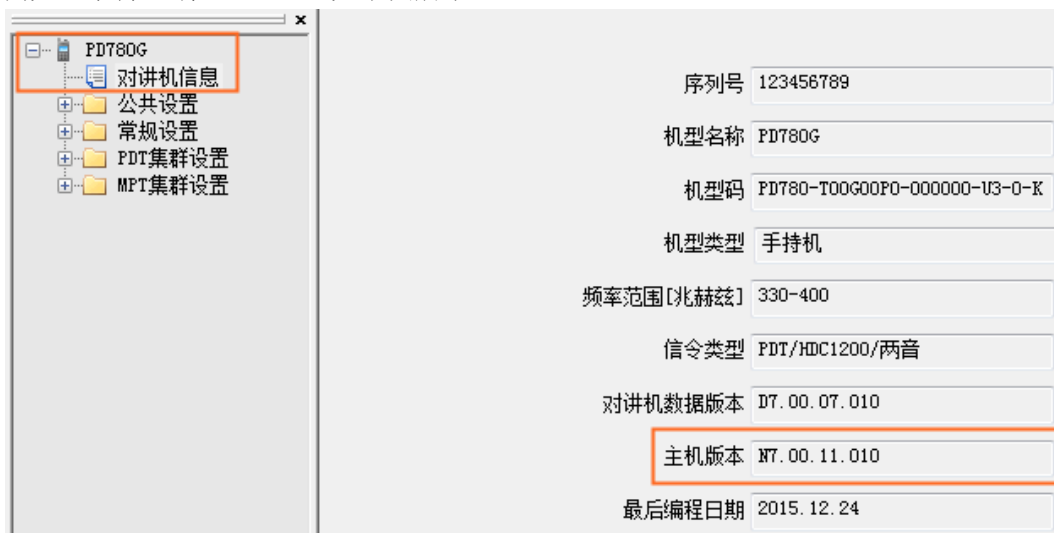 PD780G
对讲机信息
公共设置
常规设置
PDT集群设置
MPT集群设置
序列号 123456789
机型名称 PD780G
机型码 PD780-T00G00P0-000000-U3-0-K
机型类型 手持机
频率范围[兆赫兹] 330-400
信令类型 PDT/HDC1200/两音
对讲机数据版本 D7.00.07.010
主机版本 N7.00.11.010
最后编程日期 2015.12.24